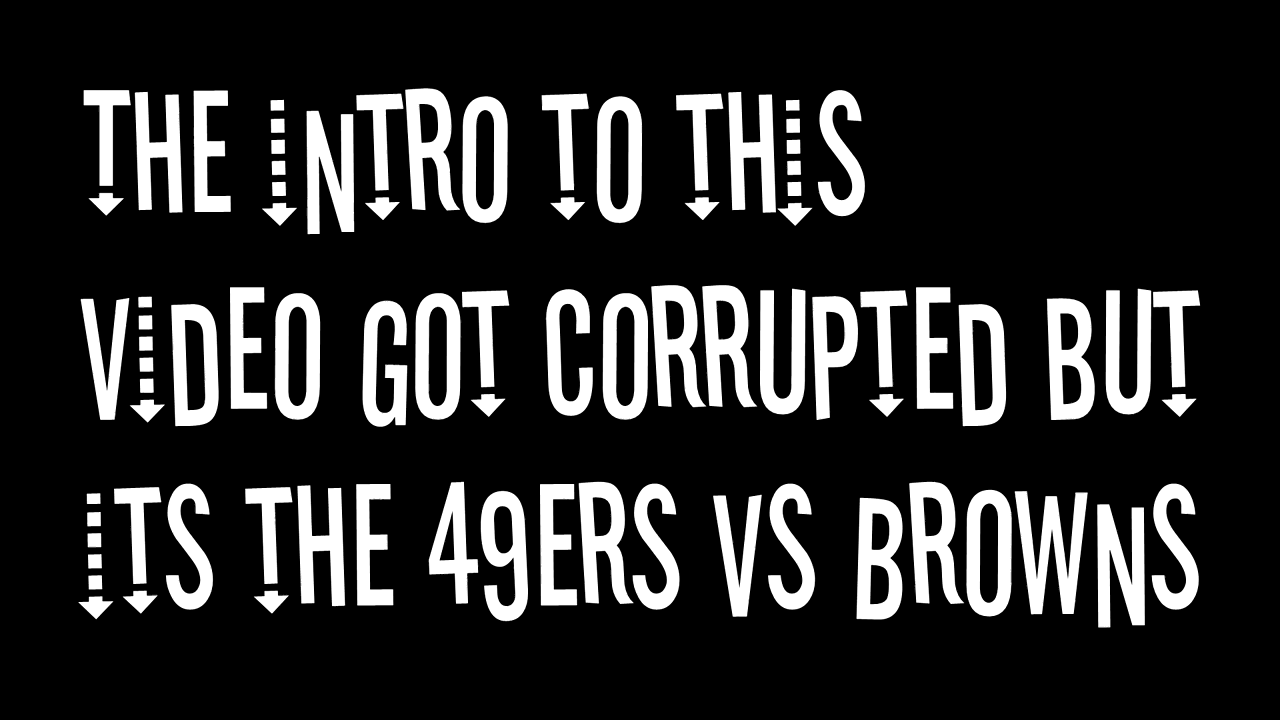 THE INTRO TO THIS
VIDEO GOT CORRUPTED BUT
ITS THE 49ERS VS BROWNS